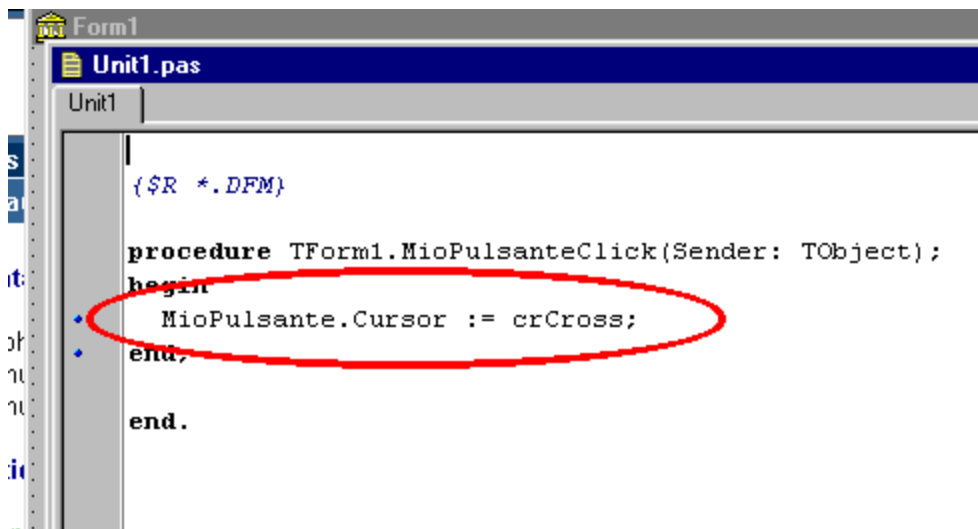 Form1
Unit1.pas
Unit1
{$R *.DFM}
procedure TForm1.MioPulsanteClick(Sender: TObject);
begin
MioPulsante.Cursor := crCross;
end;
end.